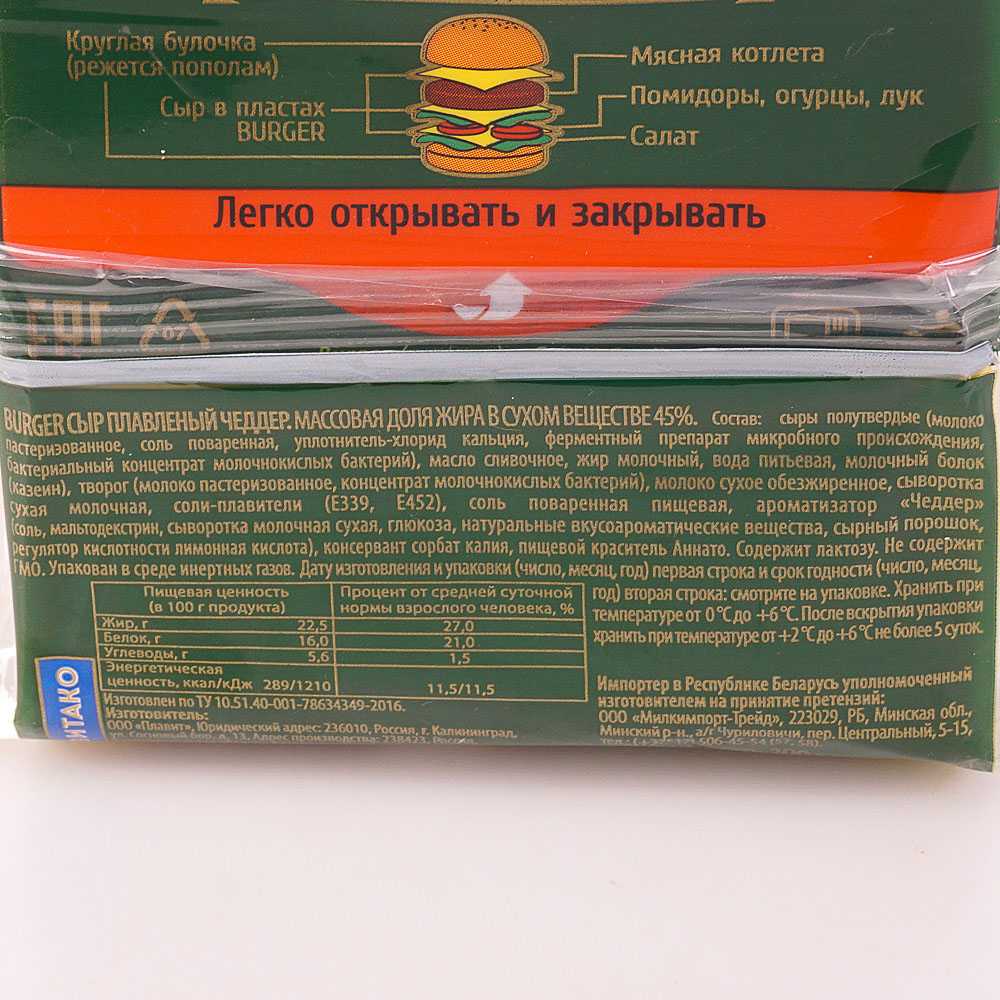 Круглая булочка
(режется пополам)
Сыр в пластах
BURGER
Мясная котлета
Помидоры, огурцы, лук
Салат
Легко открывать и закрывать
07
BURGER СЫР ПЛАВЛЕНЫЙ ЧЕДДЕР. МАССОВАЯ ДОЛЯ ЖИРА В СУХОМ ВЕЩЕСТВЕ 45%. Состав: сыры полутвердые (молоко
пастеризованное, соль поваренная, уплотнитель-хлорид кальция, ферментный препарат микробного происхождения,
бактериальный концентрат молочнокислых бактерий), масло сливочное, жир молочный, вода питьевая, молочный болок
(казеин), творог (молоко пастеризованное, концентрат молочнокислых бактерий), молоко сухое обезжиренное, сыворотка
сухая молочная, соли-плавители (Е339, Е452), соль поваренная пищевая, ароматизатор «Чеддер»
(соль, мальтодекстрин, сыворотка молочная сухая, глюкоза, натуральные вкусоароматические вещества, сырный порошок,
регулятор кислотности лимонная кислота), консервант сорбат калия, пищевой краситель Аннато. Содержит лактозу. Не содержит
ГМО. Упакован в среде инертных газов. Дату изготовления и упаковки (число, месяц, год) первая строка и срок годности (число, месяц,
год) вторая строка: смотрите на упаковке. Хранить при
температуре от 0 °С до +6 °С. После вскрытия упаковки
хранить при температуре от +2 °С до +6 °С не более 5 суток.
Пищевая ценность
(в 100 г продукта)
Процент от средней суточной
нормы взрослого человека, %
Жир, г 22,5 27,0
Белок, г 16,0 21,0
Углеводы, г 5,6 1,5
Энергетическая
ценность, ккал/кДж 289/1210 11,5/11,5
Изготовлен по ТУ 10.51.40-001-78634349-2016.
Изготовитель:
ООО «Плавит», Юридический адрес: 236010, Россия, г. Калининград,
ул. Сосновый бор, д. 13. Адрес производства: 238423, Россия,
Импортер в Республике Беларусь уполномоченный
изготовителем на принятие претензий:
ООО «Милкимпорт-Трейд», 223029, РБ, Минская обл.,
Минский р-н., а/г Чуриловичи, пер. Центральный, 5-15,